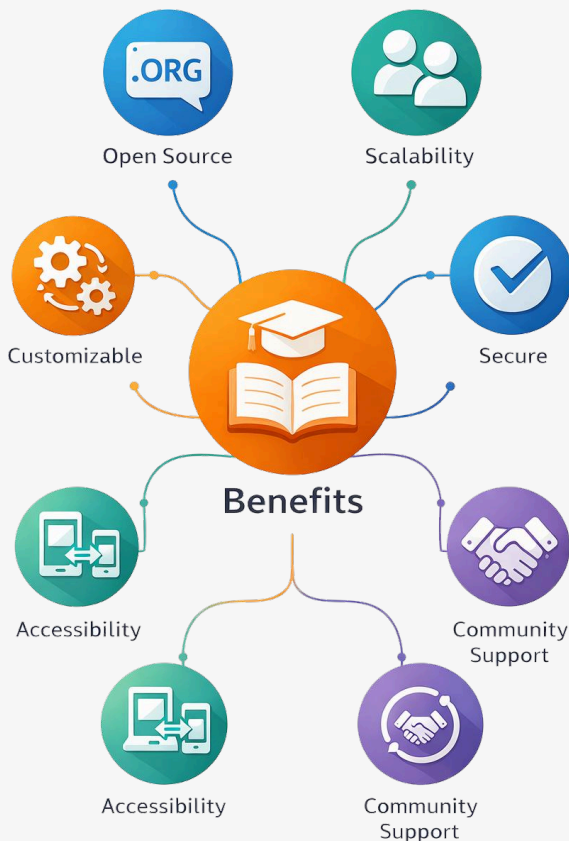 .ORG
Open Source
Scalability
Customizable
Secure
Benefits
Accessibility
Community
Support
Accessibility
Community
Support